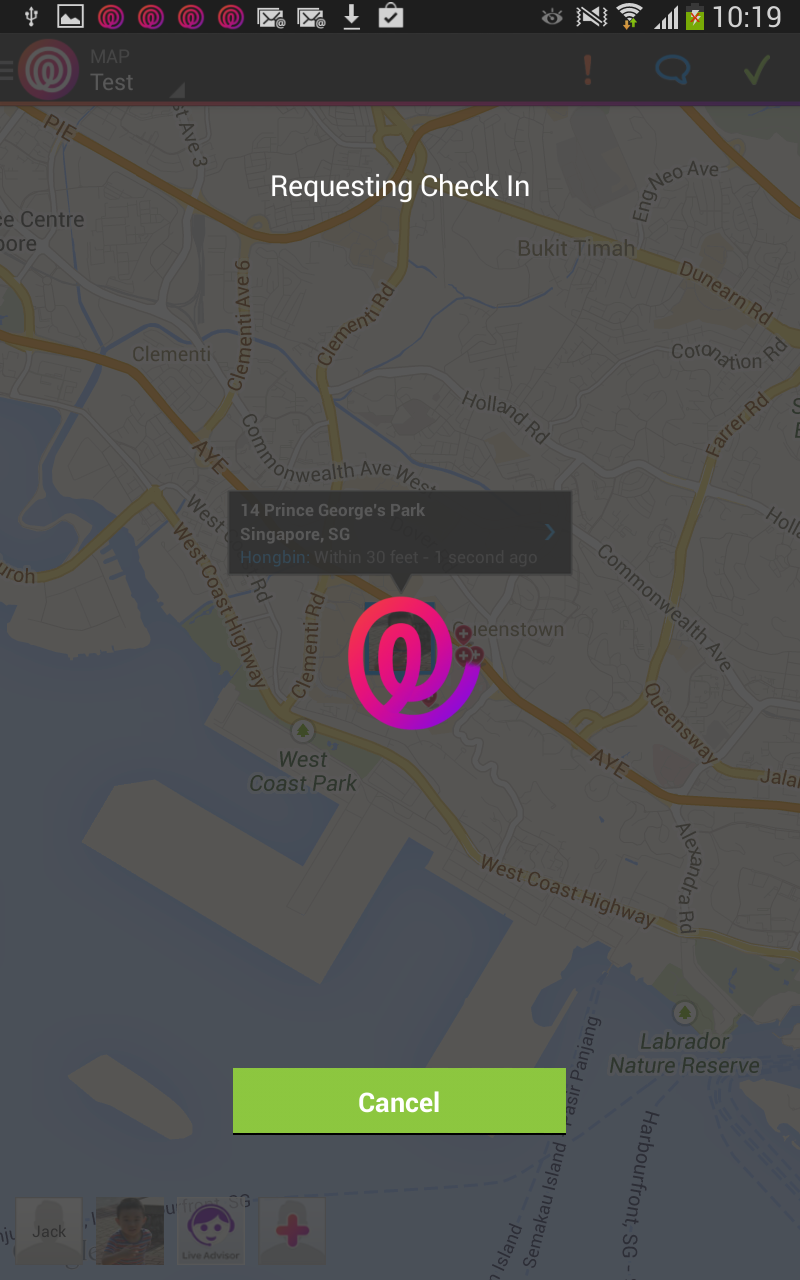 10:19
MAP
Test
PIE
st Ave 3
Requesting Check In
Eng Neo Ave
ce Centre
ore
Bukit Timah
Clementi Ave 6
Dunearn Rd
Clementi Rd
Clementi
Coronation Rd
Holland Rd
Farrer Rd
S
E
AYE
Commonwealth Ave West
14 Prince George's Park
Singapore, SG
Hongbin: Within 30 feet - 1 second ago
West
Rd
Holl
uroh
West Coast Highway
Commonwealth Ave
Clementi Rd
Queenstown
Queensway
West
Coast Park
AYE
Jalan
Alexandra Rd
West Coast Highway
Labrador
Nature Reserve
Cancel
Semakau Island - Pasir Panjang
Harbourfront, SG -
n Island
urfront, SG
Jack
Live Advisor